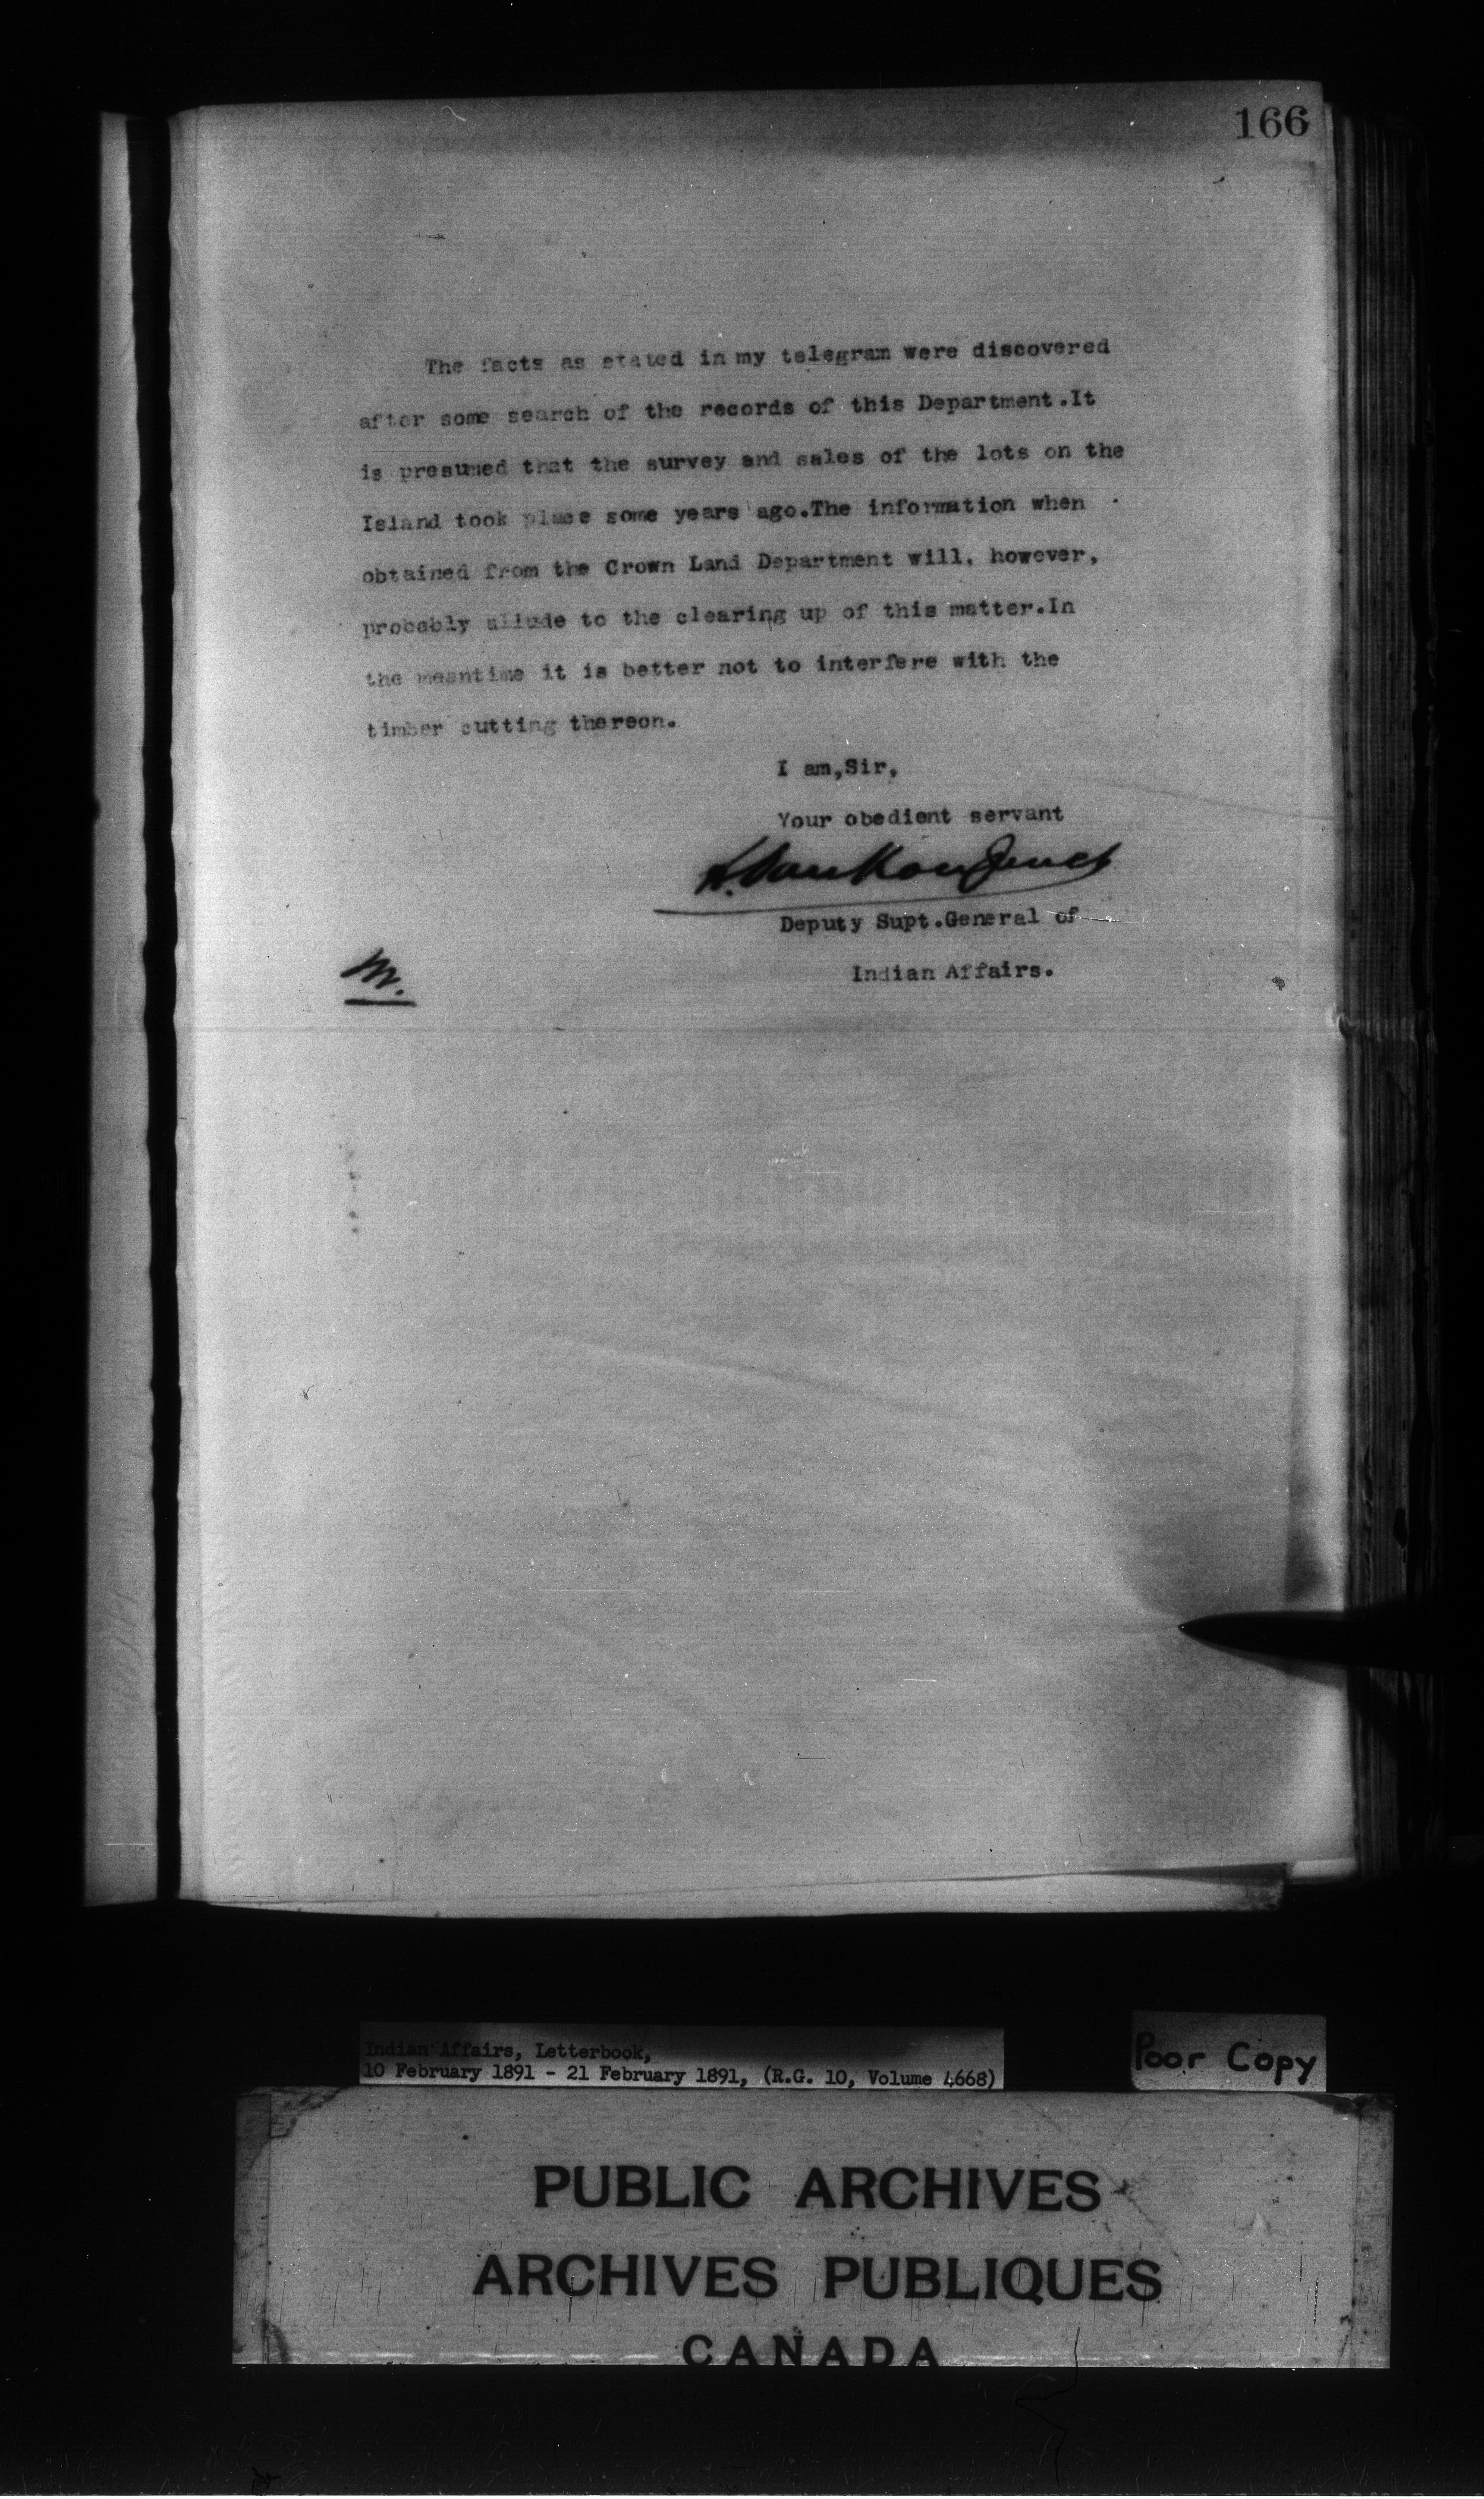 166
The facts as stated in my telegram were discovered
after some search of the records of this Department.It
is presumed that the survey and sales of the lots on the
Island took place some years ago.The information when
obtained from the Crown Land Department will, however,
probably allude to the clearing up of this matter.In
the meantime it is better not to interfere with the
timber cutting thereon.
I am,Sir,
Your obedient servant
Deputy Supt.General of
Indian Affairs.
M.
Indian Affairs, Letterbook,
10 February 1891 - 21 February 1891, (R.G. 10, Volume 4668)
Poor Copy
PUBLIC ARCHIVES
ARCHIVES PUBLIQUES
CANADA